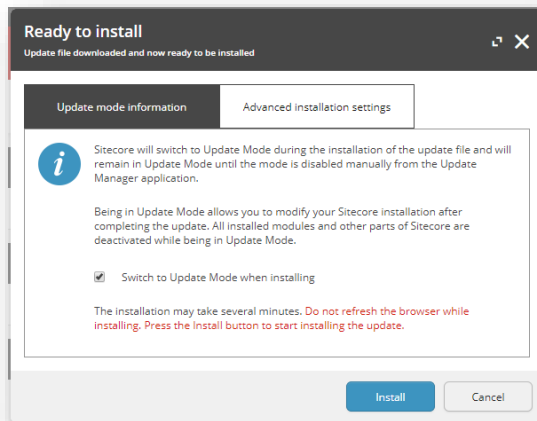 Ready to install
Update file downloaded and now ready to be installed
Update mode information
Advanced installation settings
Sitecore will switch to Update Mode during the installation of the update file and will
remain in Update Mode until the mode is disabled manually from the Update
Manager application.
Being in Update Mode allows you to modify your Sitecore installation after
completing the update. All installed modules and other parts of Sitecore are
deactivated while being in Update Mode.
Switch to Update Mode when installing
The installation may take several minutes. Do not refresh the browser while
installing. Press the Install button to start installing the update.
Install
Cancel